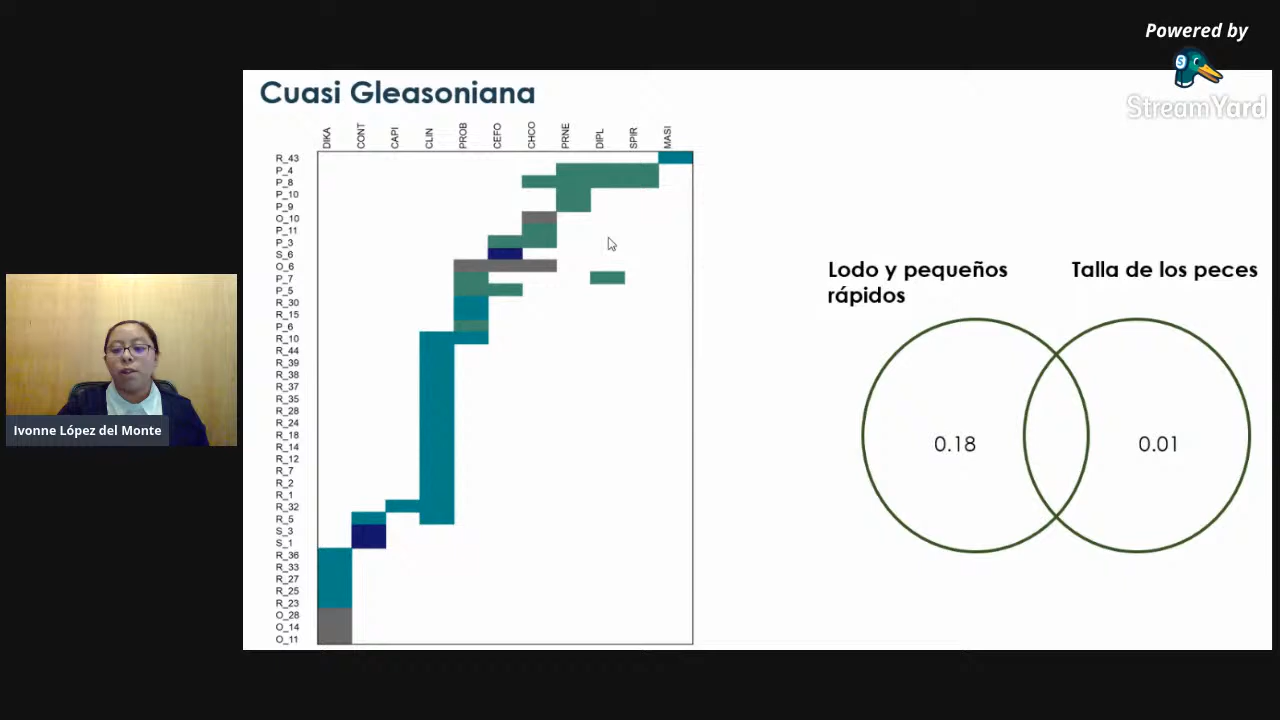 Powered by
StreamYard
Cuasi Gleasoniana
DIKA CONT CAPI CLIN PROB CEFO CHCO PRNE DIPL SPIR MASI
R_43
P_4
P_8
P_10
P_9
O_10
P_11
P_3
S_6
O_6
P_7
P_5
R_30
R_15
P_6
R_10
R_44
R_39
R_38
R_37
R_35
R_28
R_24
R_18
R_14
R_12
R_7
R_2
R_1
R_32
R_5
S_3
S_1
R_36
R_33
R_27
R_25
R_23
O_28
O_14
O_11
Lodo y pequeños
rápidos
Talla de los peces
0.18
0.01
Ivonne López del Monte